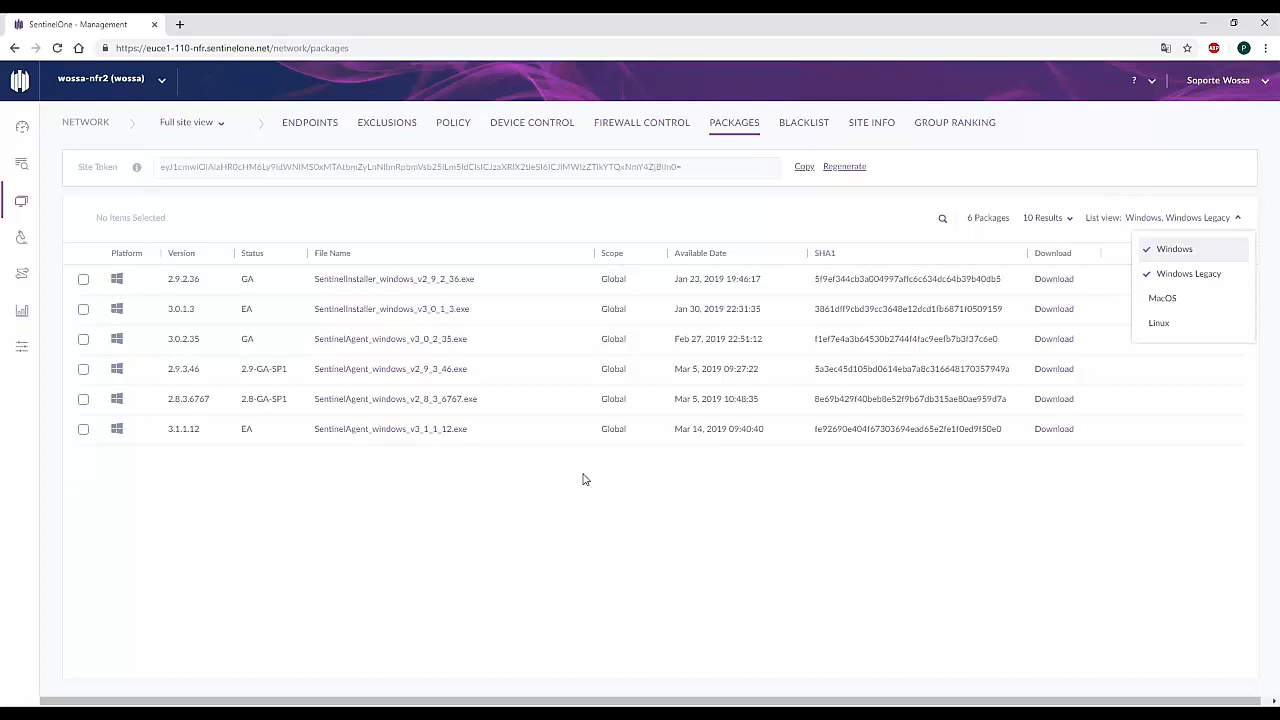 SentinelOne - Management
https://euce1-110-nfr.sentinelone.net/network/packages
ABP
P
wossa-nfr2 (wossa)
?
Soporte Wossa
NETWORK
Full site view
ENDPOINTS
EXCLUSIONS
POLICY
DEVICE CONTROL
FIREWALL CONTROL
PACKAGES
BLACKLIST
SITE INFO
GROUP RANKING
Site Token
Copy
Regenerate
No Items Selected
6 Packages
10 Results
List view: Windows, Windows Legacy
Windows
Windows Legacy
MacOS
Linux
Platform Version Status File Name Scope Available Date SHA1 Download
2.9.2.36 GA SentinelInstaller_windows_v2_9_2_36.exe Global Jan 23, 2019 19:46:17 5f9ef344cb3a004997affc6c634dc64b39b40db5 Download
3.0.1.3 EA SentinelInstaller_windows_v3_0_1_3.exe Global Jan 30, 2019 22:31:35 3861dff9cbd39cc3648e12dcd1fb6871f0509159 Download
3.0.2.35 GA SentinelAgent_windows_v3_0_2_35.exe Global Feb 27, 2019 22:51:12 f1ef7e4a3b64530b2744f4fac9eefb7b3f37c6e0 Download
2.9.3.46 2.9-GA-SP1 SentinelAgent_windows_v2_9_3_46.exe Global Mar 5, 2019 09:27:22 5a3ec45d105bd0614eba7a8c316648170357949a Download
2.8.3.6767 2.8-GA-SP1 SentinelAgent_windows_v2_8_3_6767.exe Global Mar 5, 2019 10:48:35 8e69b429f40beb8e52f9b67db315ae80ae959d7a Download
3.1.1.12 EA SentinelAgent_windows_v3_1_1_12.exe Global Mar 14, 2019 09:40:40 fe92690e404f67303694ead65e2fe1f0ed9f50e0 Download